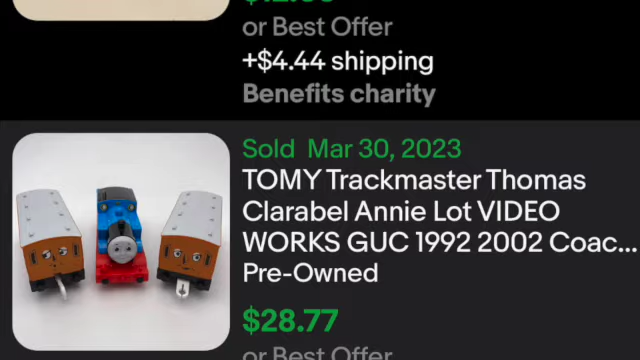 or Best Offer
+$4.44 shipping
Benefits charity
Sold Mar 30, 2023
TOMY Trackmaster Thomas
Clarabel Annie Lot VIDEO
WORKS GUC 1992 2002 Coac...
Pre-Owned
$28.77
or Best Offer